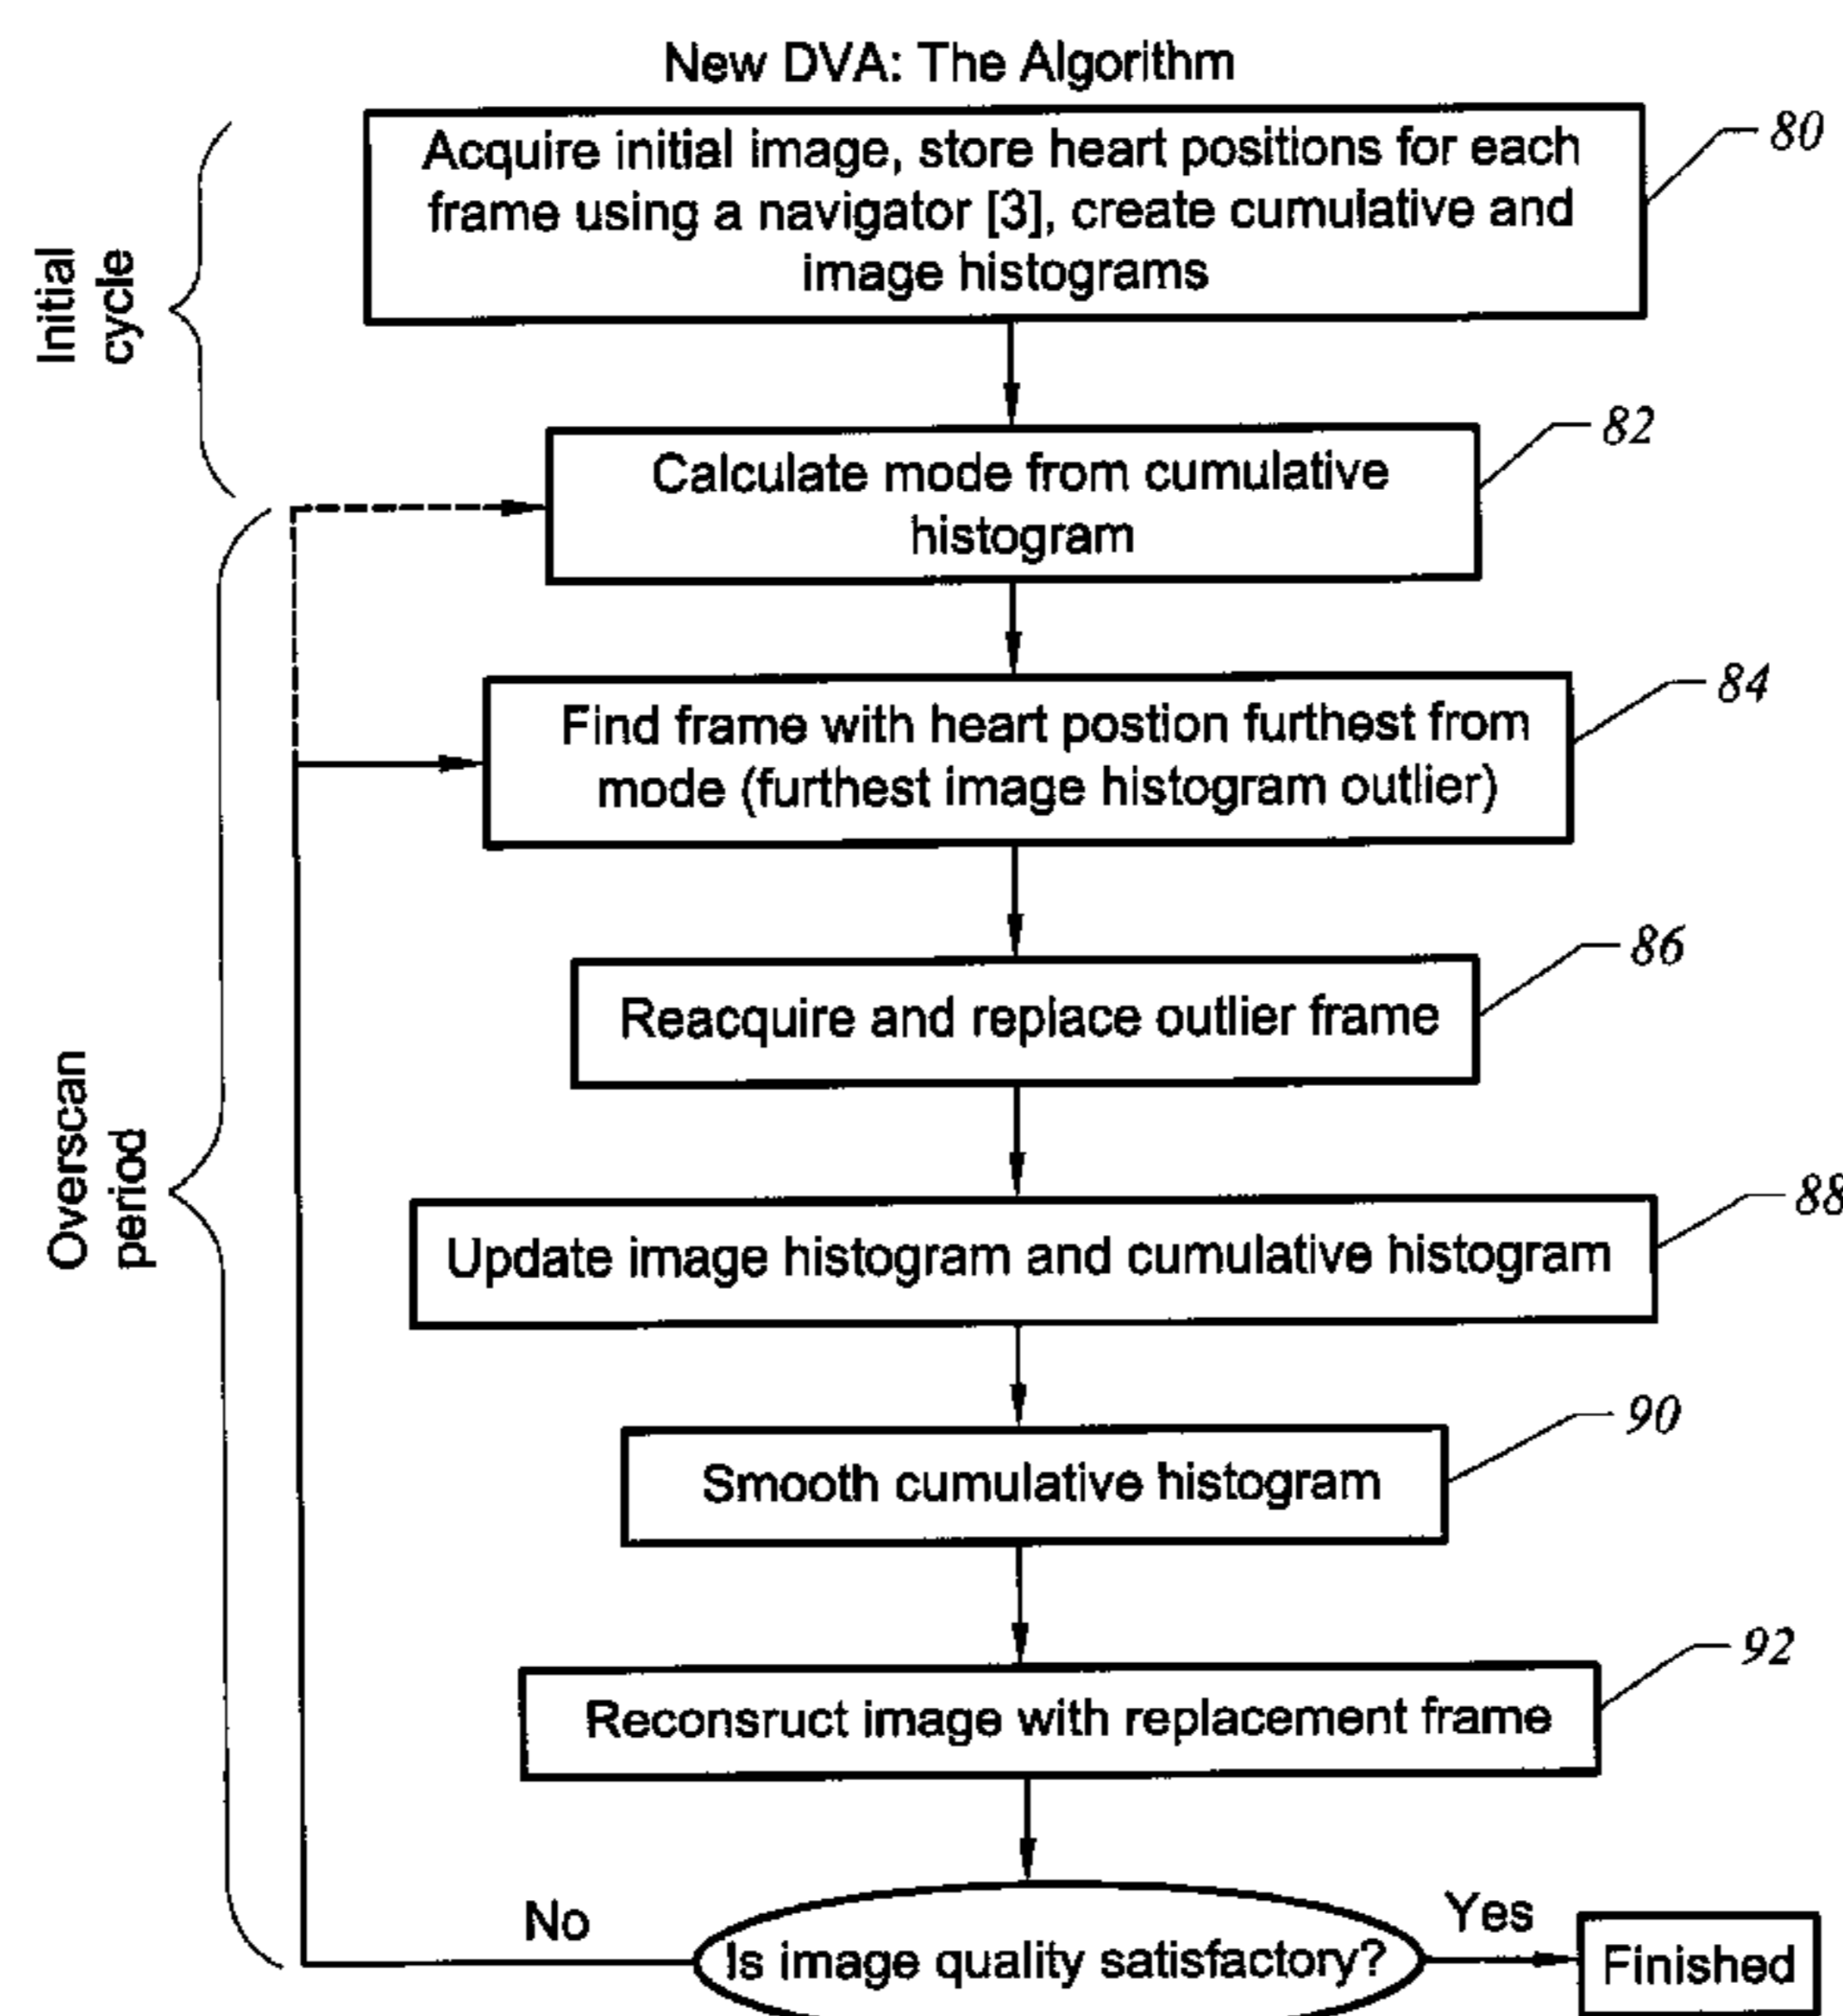 New DVA: The Algorithm
Acquire initial image, store heart positions for each
frame using a navigator [3], create cumulative and
image histograms
80
Initial
cycle
Calculate mode from cumulative
histogram
82
Find frame with heart postion furthest from
mode (furthest image histogram outlier)
84
Reacquire and replace outlier frame
86
Overscan
period
Update image histogram and cumulative histogram
88
Smooth cumulative histogram
90
Reconsruct image with replacement frame
92
No
Is image quality satisfactory?
Yes
Finished